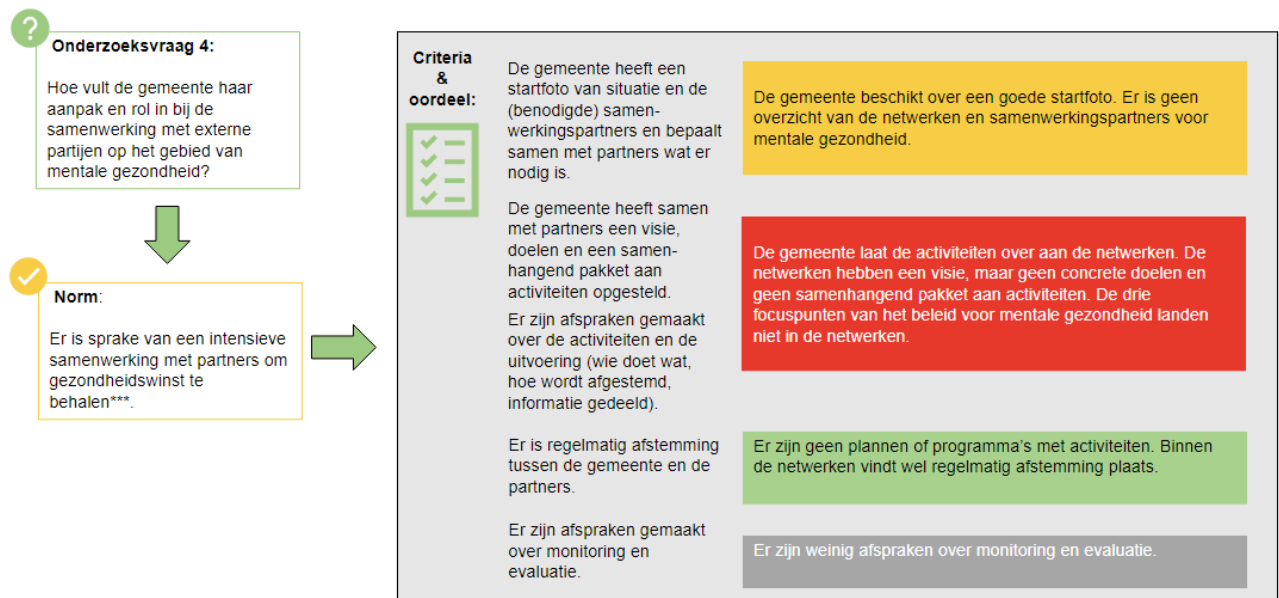 Onderzoeksvraag 4:
Hoe vult de gemeente haar
aanpak en rol in bij de
samenwerking met externe
partijen op het gebied van
mentale gezondheid?
Norm:
Er is sprake van een intensieve
samenwerking met partners om
gezondheidswinst te
behalen***.
Criteria
&
oordeel:
De gemeente heeft een
startfoto van situatie en de
(benodigde) samen-
werkingspartners en bepaalt
samen met partners wat er
nodig is.
De gemeente beschikt over een goede startfoto. Er is geen
overzicht van de netwerken en samenwerkingspartners voor
mentale gezondheid.
De gemeente heeft samen
met partners een visie,
doelen en een samen-
hangend pakket aan
activiteiten opgesteld.
Er zijn afspraken gemaakt
over de activiteiten en de
uitvoering (wie doet wat,
hoe wordt afgestemd,
informatie gedeeld).
De gemeente laat de activiteiten over aan de netwerken. De
netwerken hebben een visie, maar geen concrete doelen en
geen samenhangend pakket aan activiteiten. De drie
focuspunten van het beleid voor mentale gezondheid landen
niet in de netwerken.
Er is regelmatig afstemming
tussen de gemeente en de
partners.
Er zijn geen plannen of programma's met activiteiten. Binnen
de netwerken vindt wel regelmatig afstemming plaats.
Er zijn afspraken gemaakt
over monitoring en
evaluatie.
Er zijn weinig afspraken over monitoring en evaluatie.